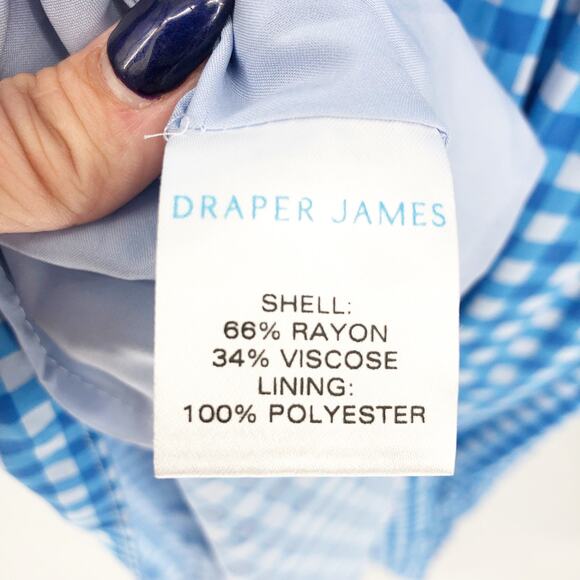 DRAPER JAMES
SHELL:
66% RAYON
34% VISCOSE
LINING:
100% POLYESTER